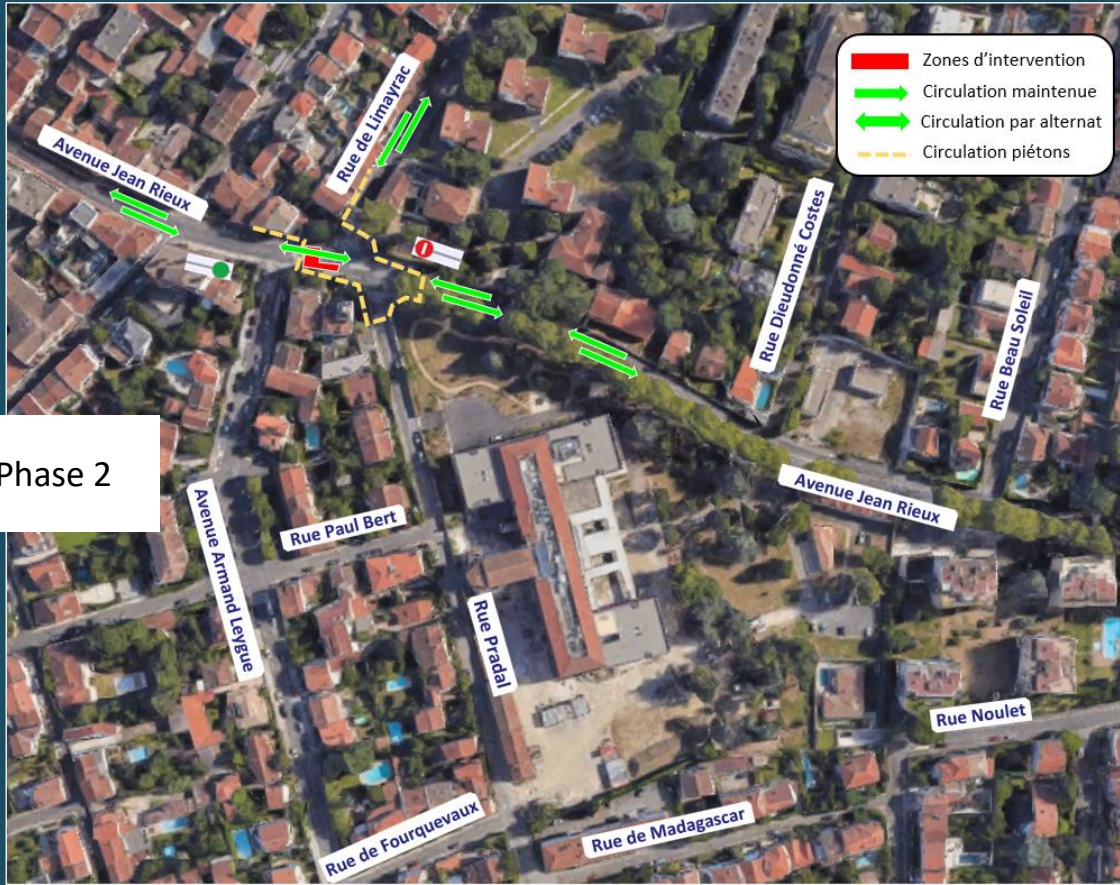 Zones d'intervention
Circulation maintenue
Circulation par alternat
Circulation piétons
Rue de Limayrac
Avenue Jean Rieux
Rue Dieudonné Costes
Rue Beau Soleil
Phase 2
Avenue Jean Rieux
Rue Paul Bert
Avenue Armand Leygue
Rue Pradal
Rue Noulet
Rue de Fourquevaux
Rue de Madagascar